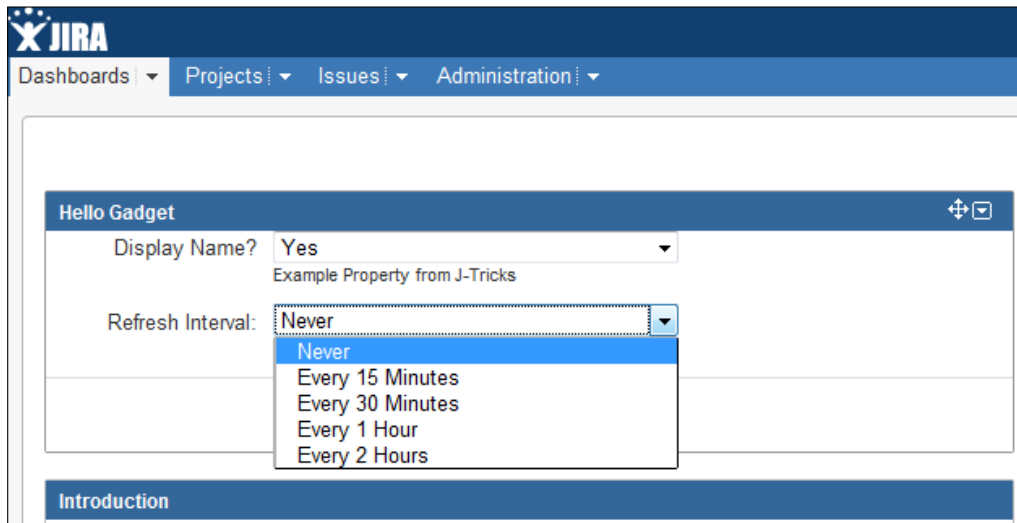 JIRA
Dashboards Projects Issues Administration
Hello Gadget
Display Name? Yes
Example Property from J-Tricks
Refresh Interval: Never
Never
Every 15 Minutes
Every 30 Minutes
Every 1 Hour
Every 2 Hours
Introduction